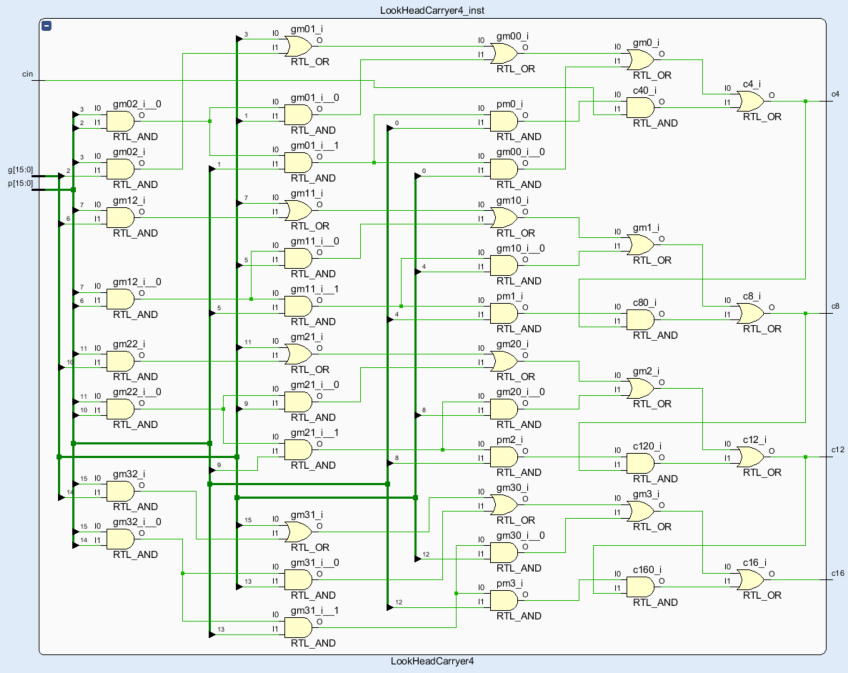 LookHeadCarryer4_inst
cin
g[15:0]
p[15:0]
3 I0 gm02_i__0 O
2 I1
RTL_AND
3 I0 gm02_i O
2 I1
RTL_AND
7 I0 gm12_i O
6 I1
RTL_AND
7 I0 gm12_i__0 O
6 I1
RTL_AND
11 I0 gm22_i O
10 I1
RTL_AND
11 I0 gm22_i__0 O
10 I1
RTL_AND
15 I0 gm32_i O
14 I1
RTL_AND
15 I0 gm32_i__0 O
14 I1
RTL_AND
3 I0 gm01_i O
I1
RTL_OR
I0 gm01_i__0 O
1 I1
RTL_AND
I0 gm01_i__1 O
1 I1
RTL_AND
7 I0 gm11_i O
I1
RTL_OR
I0 gm11_i__0 O
5 I1
RTL_AND
I0 gm11_i__1 O
5 I1
RTL_AND
11 I0 gm21_i O
I1
RTL_OR
I0 gm21_i__0 O
9 I1
RTL_AND
I0 gm21_i__1 O
9 I1
RTL_AND
15 I0 gm31_i O
I1
RTL_OR
I0 gm31_i__0 O
13 I1
RTL_AND
I0 gm31_i__1 O
13 I1
RTL_AND
I0 gm00_i O
I1
RTL_OR
I0 pm0_i O
0 I1
RTL_AND
I0 gm00_i__0 O
0 I1
RTL_AND
I0 gm10_i O
I1
RTL_OR
I0 gm10_i__0 O
4 I1
RTL_AND
I0 pm1_i O
4 I1
RTL_AND
I0 gm20_i O
I1
RTL_OR
I0 gm20_i__0 O
8 I1
RTL_AND
I0 pm2_i O
8 I1
RTL_AND
I0 gm30_i O
I1
RTL_OR
I0 gm30_i__0 O
12 I1
RTL_AND
I0 pm3_i O
12 I1
RTL_AND
I0 gm0_i O
I1
RTL_OR
I0 c40_i O
I1
RTL_AND
I0 gm1_i O
I1
RTL_OR
I0 c80_i O
I1
RTL_AND
I0 gm2_i O
I1
RTL_OR
I0 c120_i O
I1
RTL_AND
I0 gm3_i O
I1
RTL_OR
I0 c160_i O
I1
RTL_AND
I0 c4_i O
I1
RTL_OR
I0 c8_i O
I1
RTL_OR
I0 c12_i O
I1
RTL_OR
I0 c16_i O
I1
RTL_OR
c4
c8
c12
c16
LookHeadCarryer4